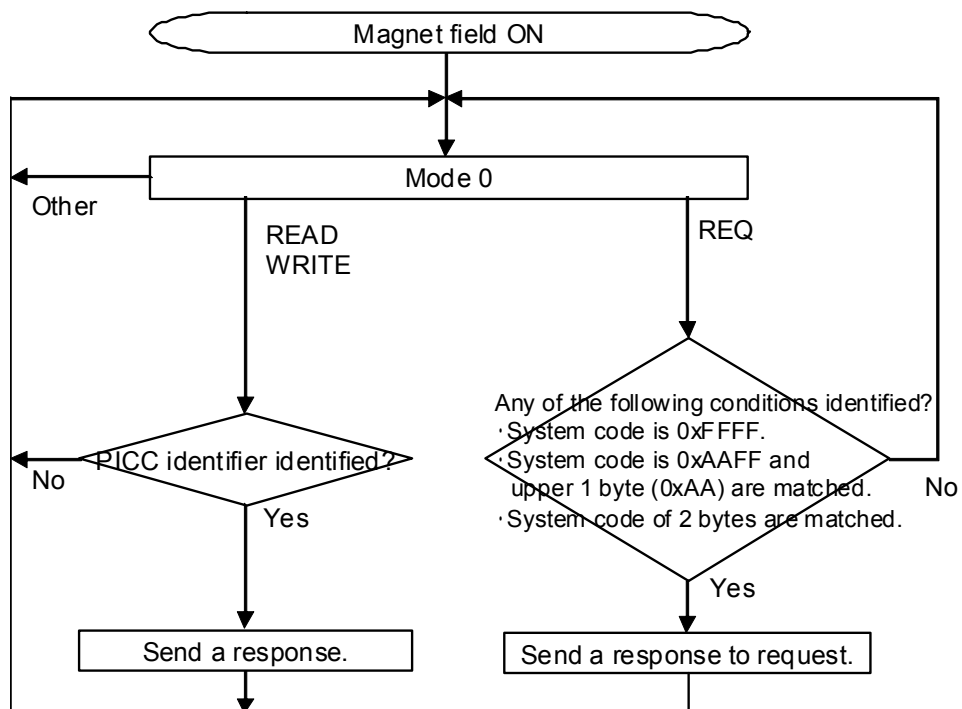 Magnet field ON
Mode 0
Other
READ
WRITE
REQ
Any of the following conditions identified?
·System code is 0xFFFF.
·System code is 0xAAFF and
upper 1 byte (0xAA) are matched.
·System code of 2 bytes are matched.
PICC identifier identified?
No
Yes
No
Yes
Send a response.
Send a response to request.